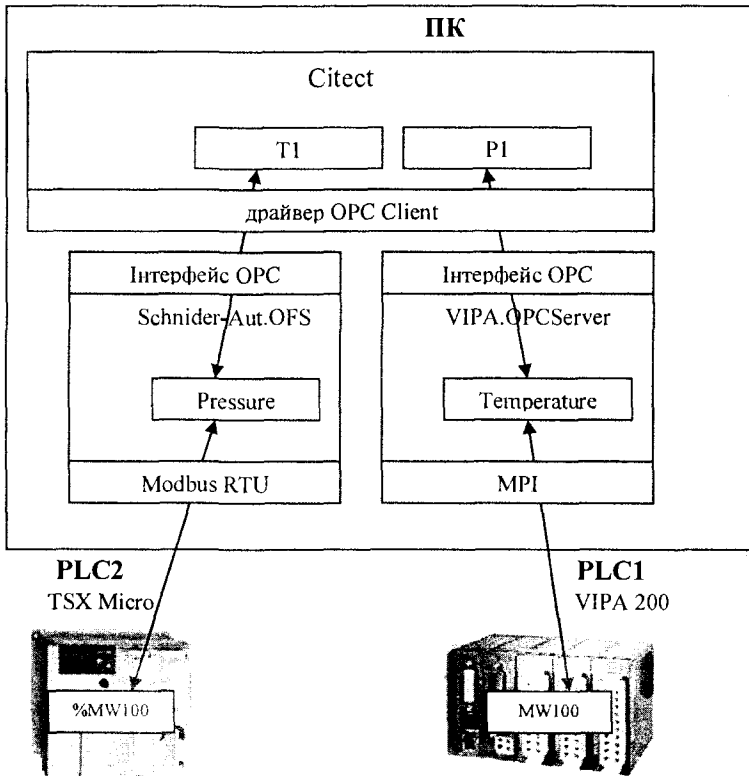 ПК
Citect
T1
P1
драйвер OPC Client
Інтерфейс OPC
Інтерфейс OPC
Schnider-Aut.OFS
VIPA.OPCServer
Pressure
Temperature
Modbus RTU
MPI
PLC2
PLC1
TSX Micro
VIPA 200
%MW100
MW100